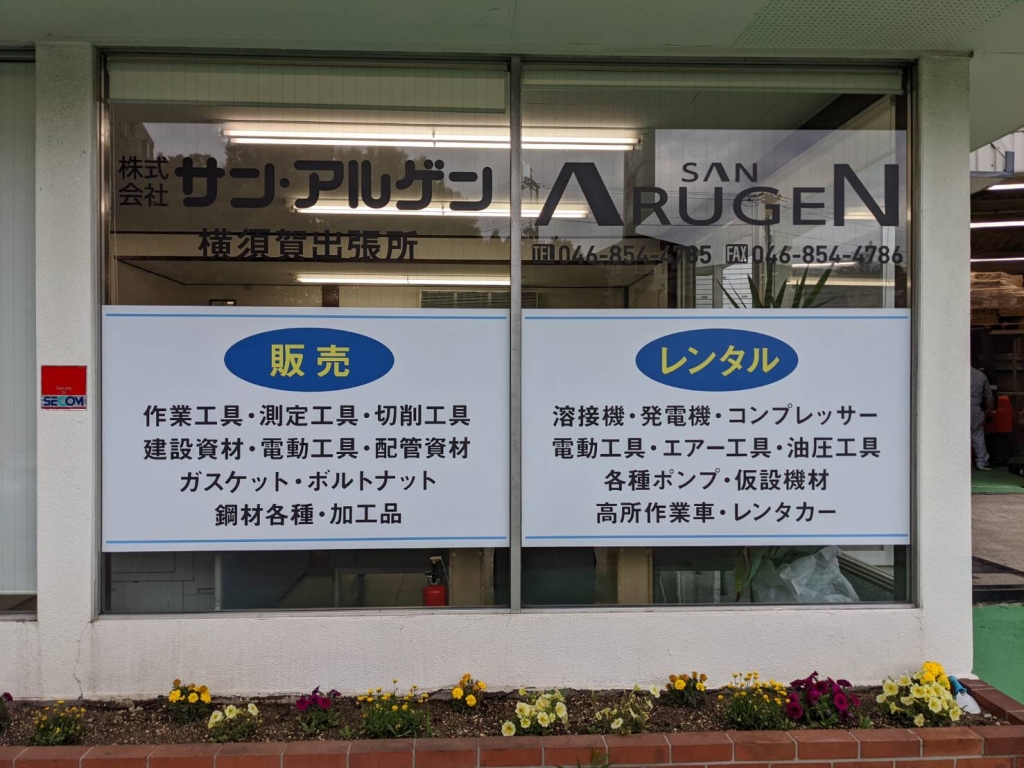 株式会社 サン・アルゲン
横須賀出張所
SAN
ARUGEN
TEL 046-854-4785 FAX 046-854-4786
販売
作業工具・測定工具・切削工具
建設資材・電動工具・配管資材
ガスケット・ボルトナット
鋼材各種・加工品
レンタル
溶接機・発電機・コンプレッサー
電動工具・エアー工具・油圧工具
各種ポンプ・仮設機材
高所作業車・レンタカー
SECOM